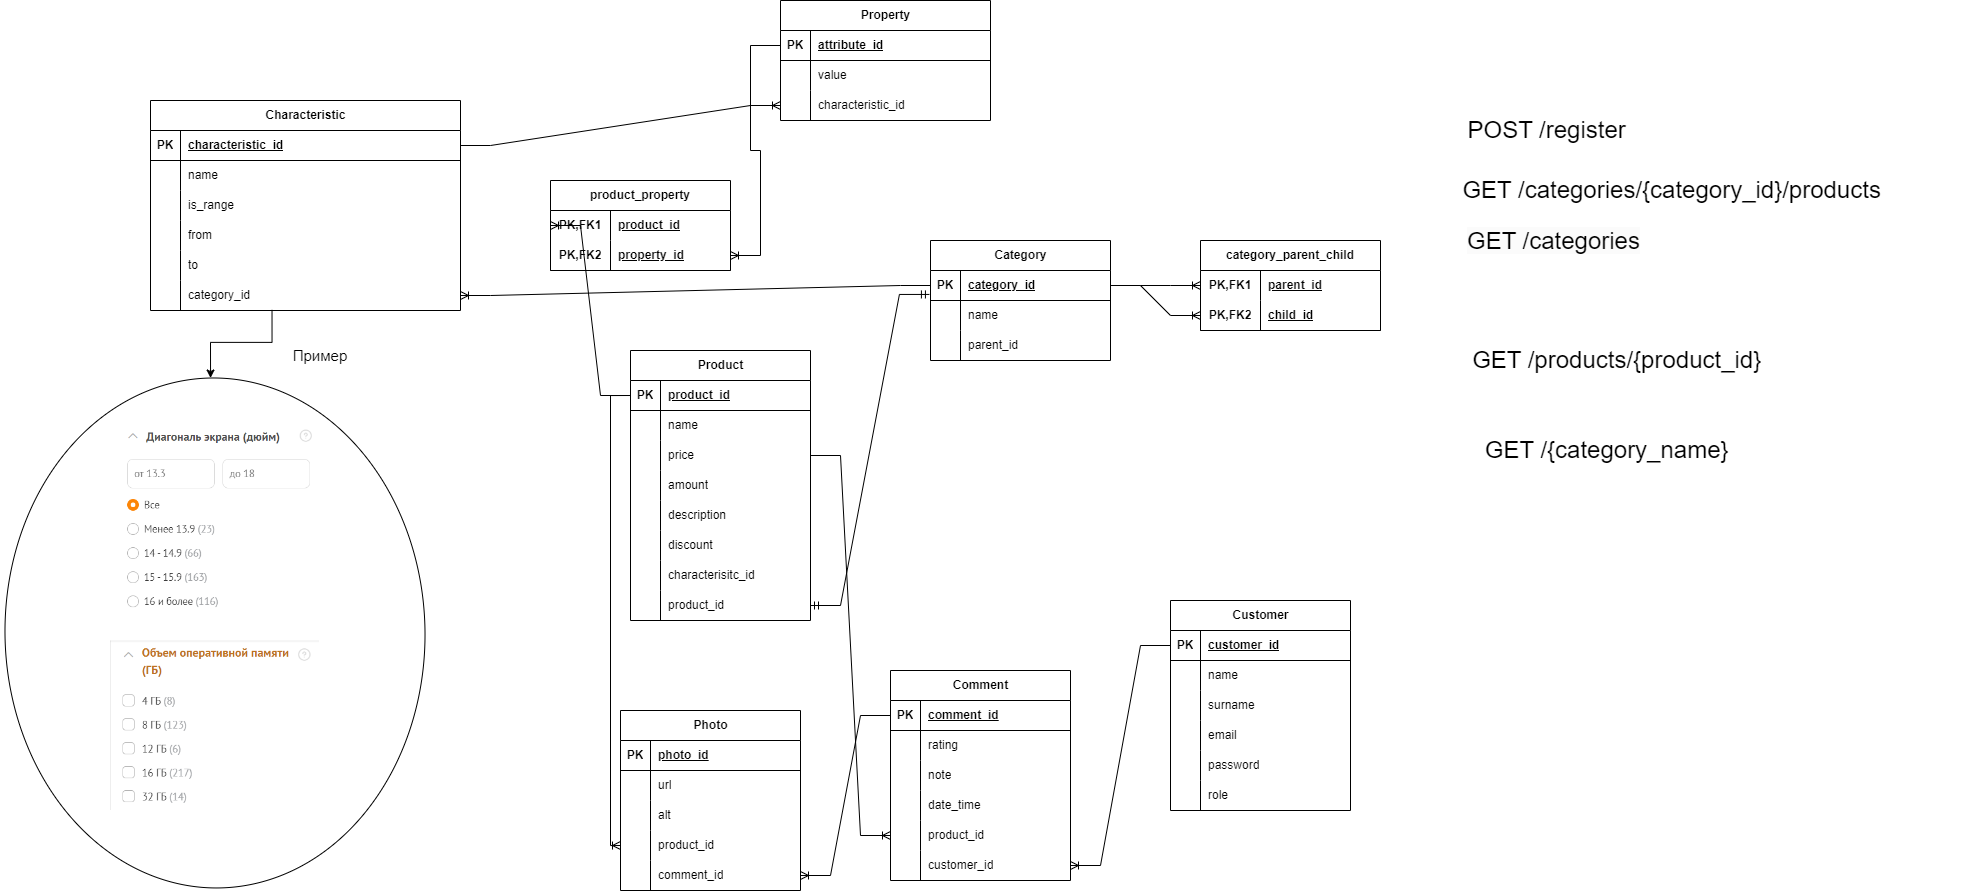 Property
PK attribute_id
value
characteristic_id
Characteristic
PK characteristic_id
name
is_range
from
to
category_id
product_property
PK,FK1 product_id
PK,FK2 property_id
Category
PK category_id
name
parent_id
category_parent_child
PK,FK1 parent_id
PK,FK2 child_id
POST /register
GET /categories/{category_id}/products
GET /categories
GET /products/{product_id}
GET /{category_name}
Пример
Диагональ экрана (дюйм) ?
от 13.3 до 18
Все
Менее 13.9 (23)
14 - 14.9 (66)
15 - 15.9 (163)
16 и более (116)
Объем оперативной памяти ?
(ГБ)
4 ГБ (8)
8 ГБ (123)
12 ГБ (6)
16 ГБ (217)
32 ГБ (14)
Product
PK product_id
name
price
amount
description
discount
characterisitc_id
product_id
Photo
PK photo_id
url
alt
product_id
comment_id
Comment
PK comment_id
rating
note
date_time
product_id
customer_id
Customer
PK customer_id
name
surname
email
password
role